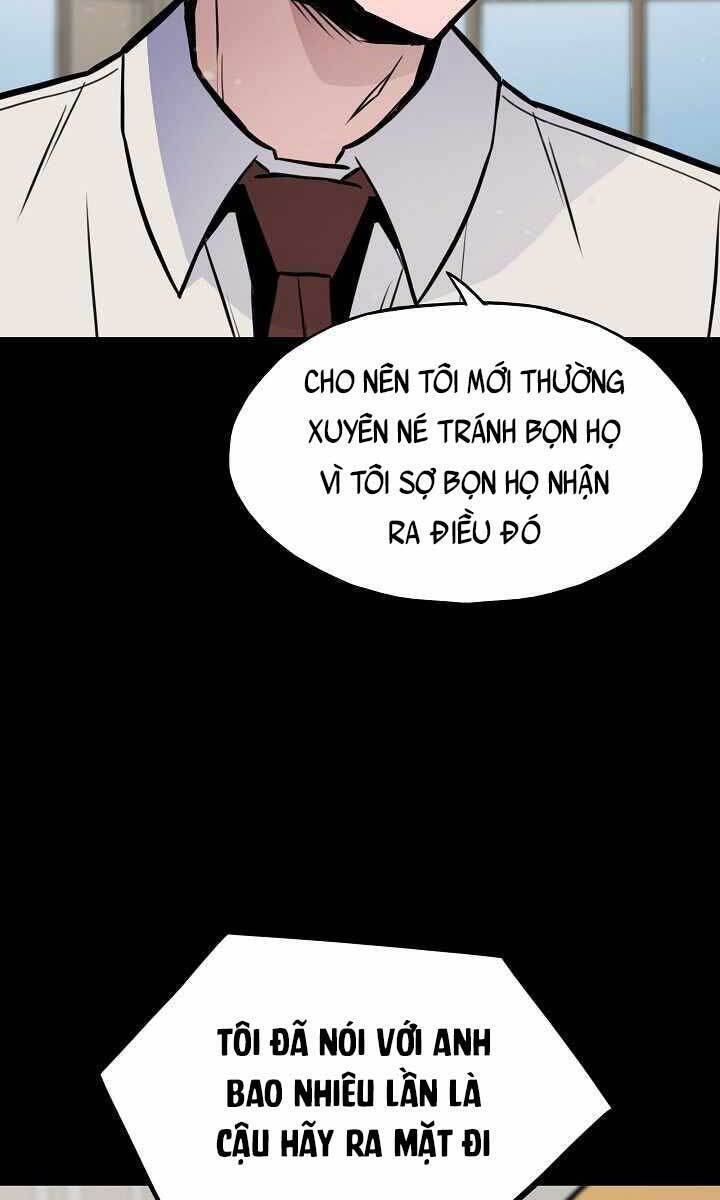 CHO NÊN TÔI MỚI THƯỜNG
XUYÊN NÉ TRÁNH BỌN HỌ
VÌ TÔI SỢ BỌN HỌ NHẬN
RA ĐIỀU ĐÓ
TÔI ĐÃ NÓI VỚI ANH
BAO NHIÊU LẦN LÀ
CẬU HÃY RA MẶT ĐI